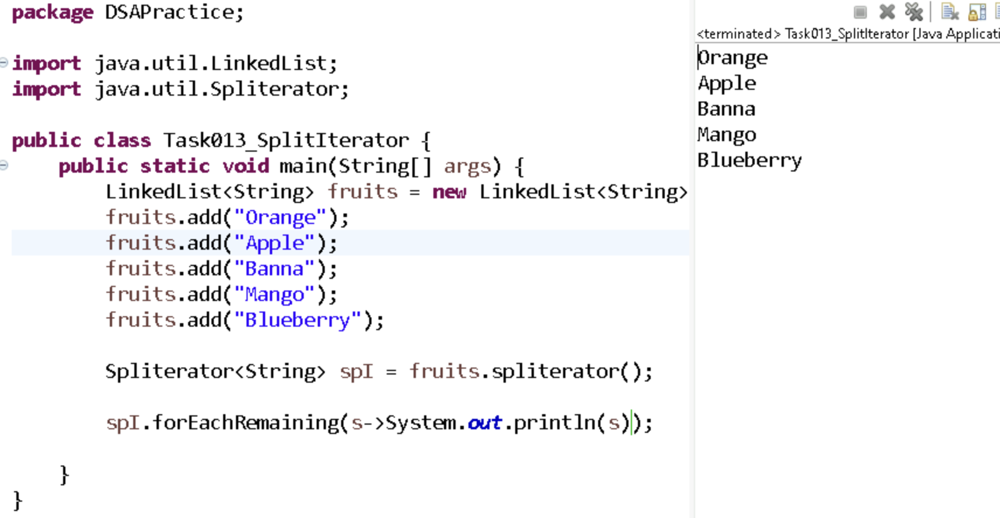 package DSAPractice;
import java.util.LinkedList;
import java.util.Spliterator;
public class Task013_SplitIterator {
public static void main(String[] args) {
LinkedList<String> fruits = new LinkedList<String>
fruits.add("Orange");
fruits.add("Apple");
fruits.add("Banna");
fruits.add("Mango");
fruits.add("Blueberry");
Spliterator<String> spI = fruits.spliterator();
spI.forEachRemaining(s->System.out.println(s));
}
}
<terminated> Task013_SplitIterator [Java Applicati
Orange
Apple
Banna
Mango
Blueberry